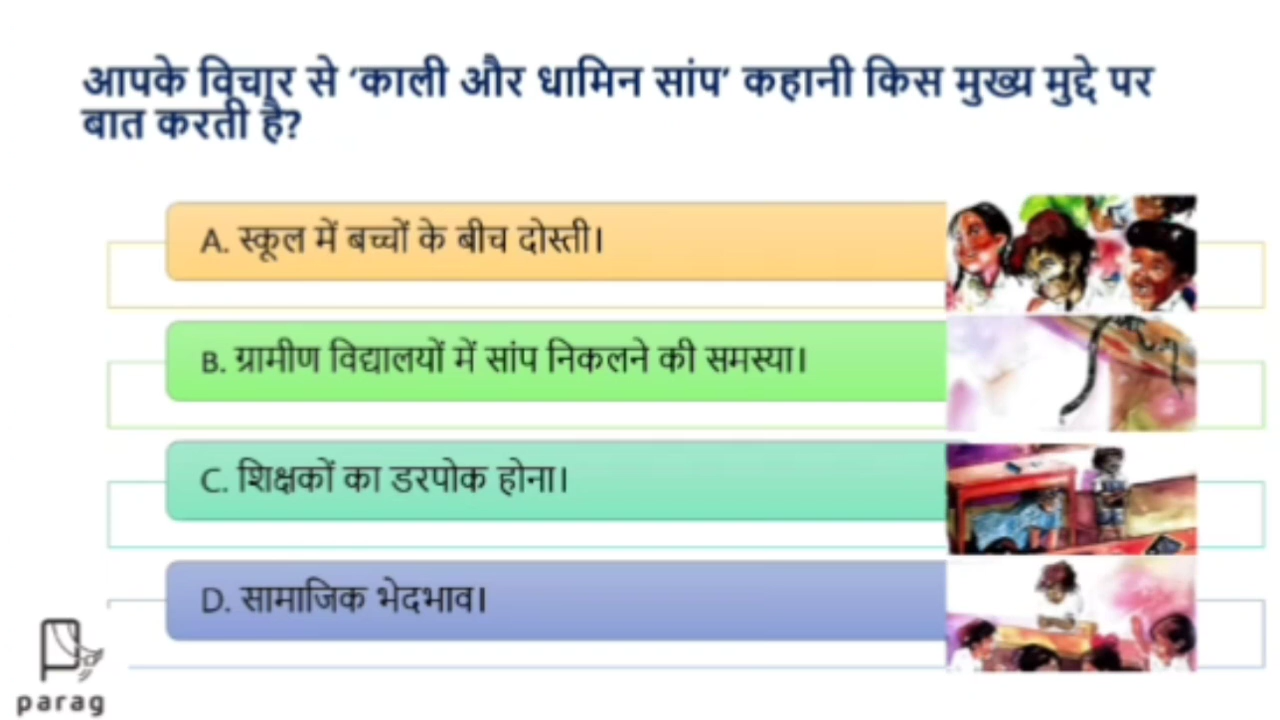 आपके विचार से ‘काली और धामिन सांप’ कहानी किस मुख्य मुद्दे पर
बात करती है?
A. स्कूल में बच्चों के बीच दोस्ती।
B. ग्रामीण विद्यालयों में सांप निकलने की समस्या।
C. शिक्षकों का डरपोक होना।
D. सामाजिक भेदभाव।
parag